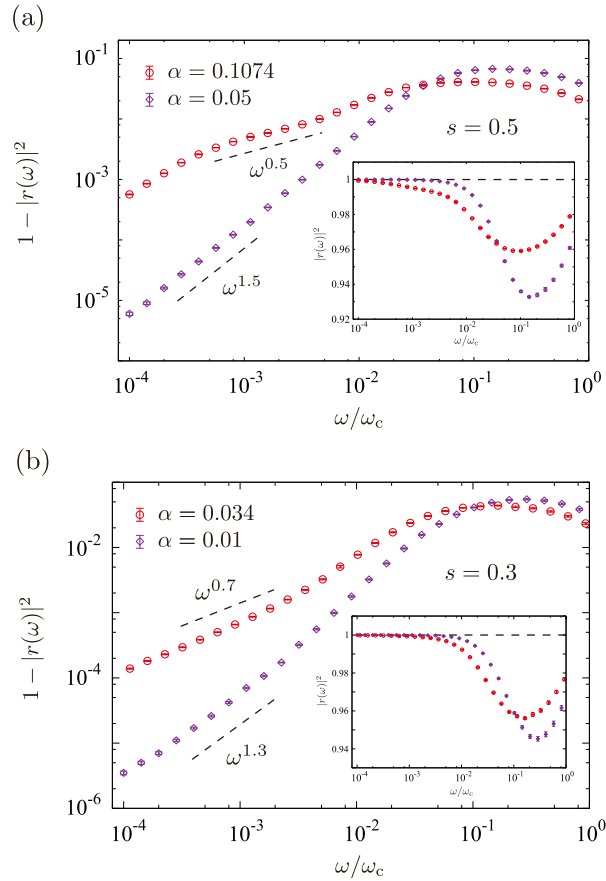 (a)
10^{-1}
10^{-3}
10^{-5}
1 − |r(ω)|^2
α = 0.1074
α = 0.05
ω^{0.5}
ω^{1.5}
s = 0.5
1
0.98
0.96
0.94
0.92
|r(ω)|^2
10^{-4} 10^{-3} 10^{-2} 10^{-1} 10^0
ω/ω_c
10^{-4} 10^{-3} 10^{-2} 10^{-1} 10^0
ω/ω_c
(b)
10^{-2}
10^{-4}
10^{-6}
1 − |r(ω)|^2
α = 0.034
α = 0.01
ω^{0.7}
ω^{1.3}
s = 0.3
1
0.98
0.96
0.94
|r(ω)|^2
10^{-4} 10^{-3} 10^{-2} 10^{-1} 10^0
ω/ω_c
10^{-4} 10^{-3} 10^{-2} 10^{-1} 10^0
ω/ω_c